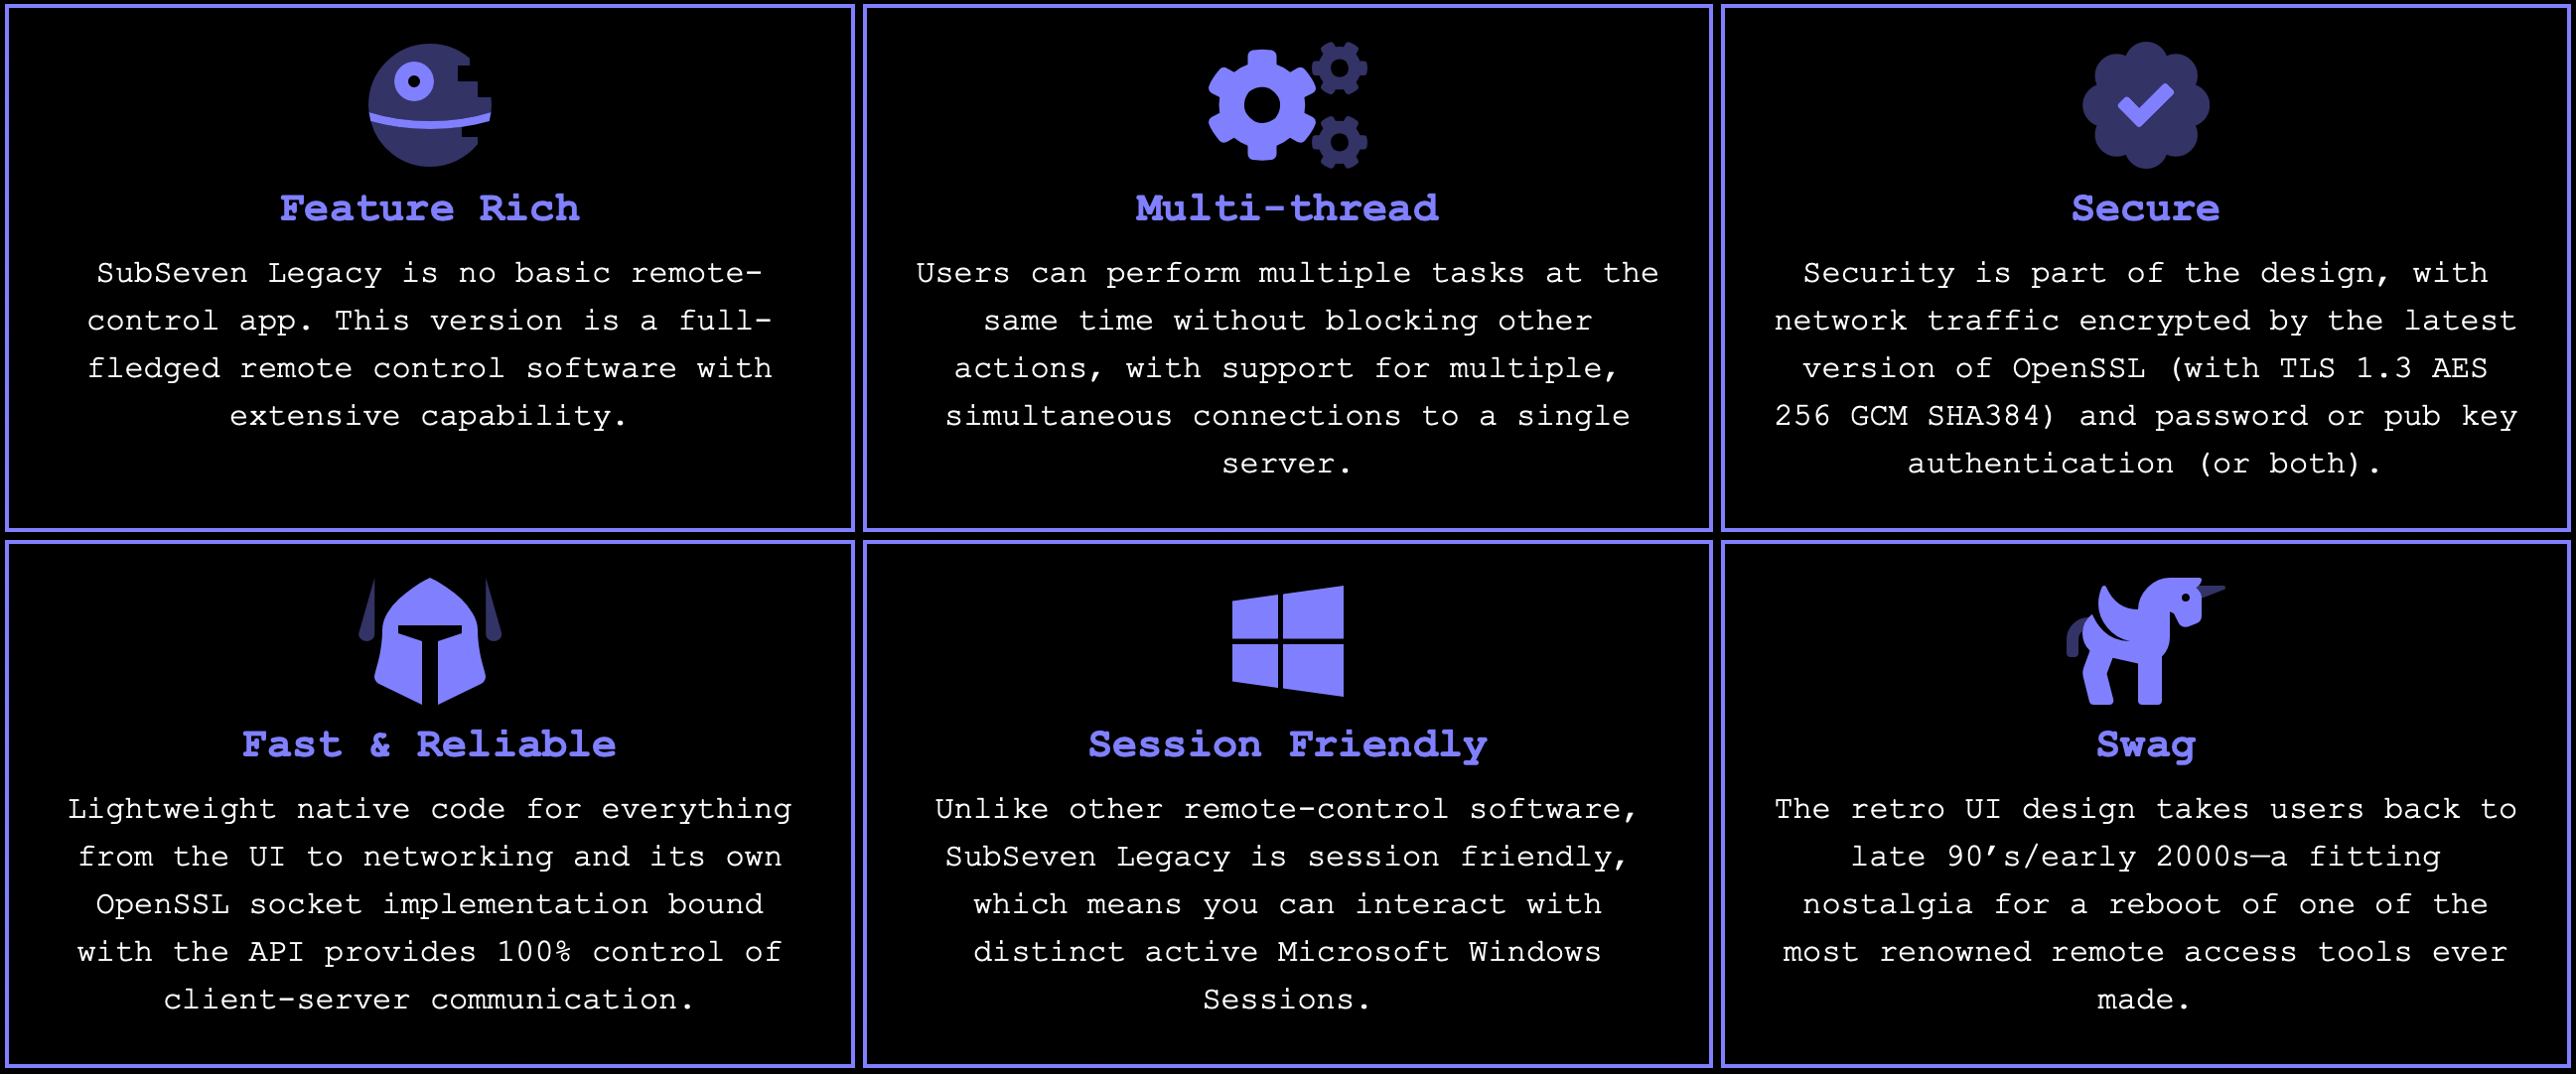 Feature Rich
SubSeven Legacy is no basic remote-
control app. This version is a full-
fledged remote control software with
extensive capability.
Multi-thread
Users can perform multiple tasks at the
same time without blocking other
actions, with support for multiple,
simultaneous connections to a single
server.
Secure
Security is part of the design, with
network traffic encrypted by the latest
version of OpenSSL (with TLS 1.3 AES
256 GCM SHA384) and password or pub key
authentication (or both).
Fast & Reliable
Lightweight native code for everything
from the UI to networking and its own
OpenSSL socket implementation bound
with the API provides 100% control of
client-server communication.
Session Friendly
Unlike other remote-control software,
SubSeven Legacy is session friendly,
which means you can interact with
distinct active Microsoft Windows
Sessions.
Swag
The retro UI design takes users back to
late 90’s/early 2000s—a fitting
nostalgia for a reboot of one of the
most renowned remote access tools ever
made.